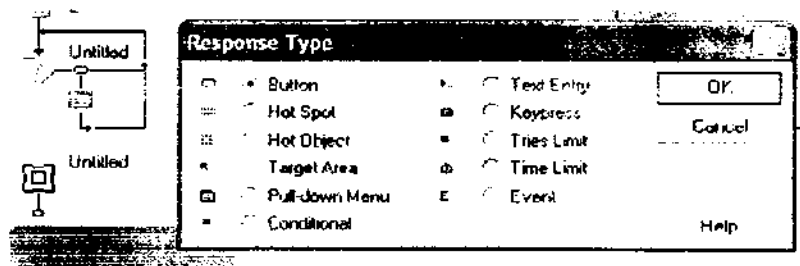 Untitled
Untitled
Response Type
Button
Hot Spot
Hot Object
Target Area
Pull-down Menu
Conditional
Text Entry
Keypress
Tries Limit
Time Limit
E Event
OK
Cancel
Help